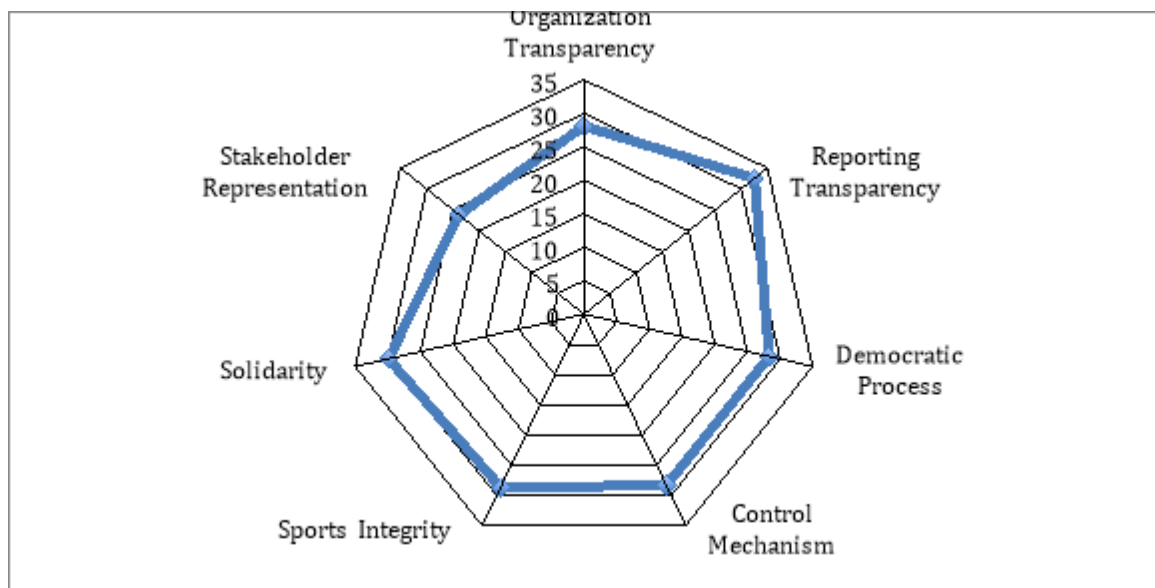 Organization
Transparency
35
30
25
20
15
10
5
0
Reporting
Transparency
Democratic
Process
Control
Mechanism
Sports Integrity
Solidarity
Stakeholder
Representation